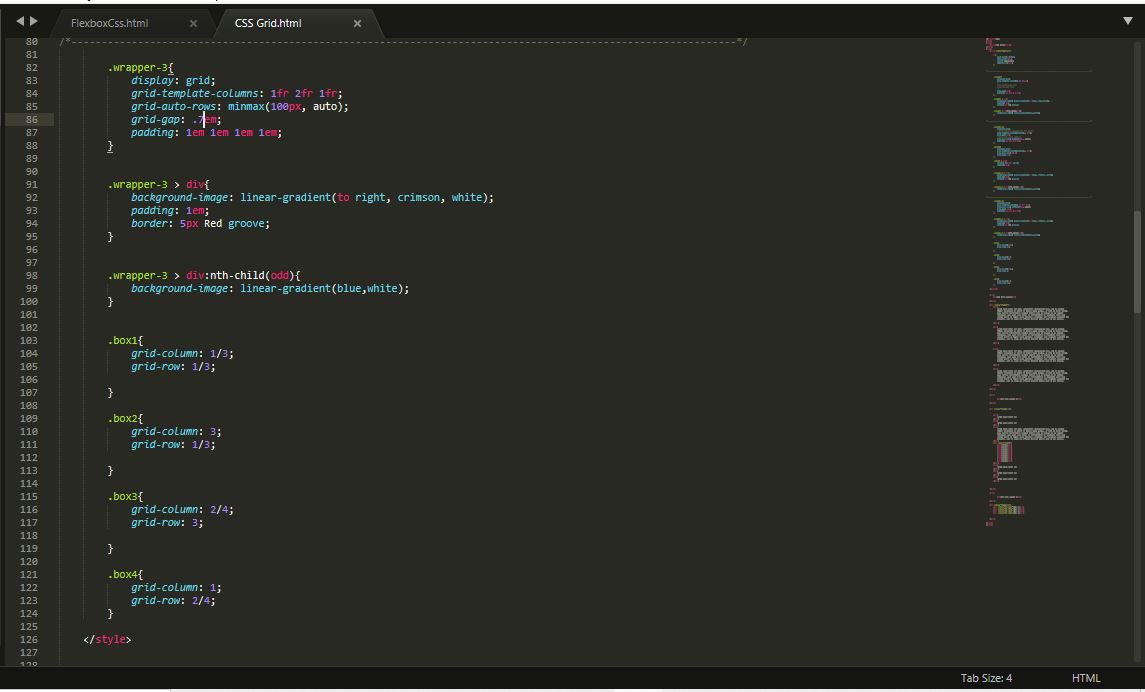 FlexboxCss.html × CSS Grid.html ×
80 /*------------------------------------------------------------------------------------------------------*/
81
82 .wrapper-3{
83 display: grid;
84 grid-template-columns: 1fr 2fr 1fr;
85 grid-auto-rows: minmax(100px, auto);
86 grid-gap: .7em;
87 padding: 1em 1em 1em 1em;
88 }
89
90
91 .wrapper-3 > div{
92 background-image: linear-gradient(to right, crimson, white);
93 padding: 1em;
94 border: 5px Red groove;
95 }
96
97
98 .wrapper-3 > div:nth-child(odd){
99 background-image: linear-gradient(blue,white);
100 }
101
102
103 .box1{
104 grid-column: 1/3;
105 grid-row: 1/3;
106
107 }
108
109 .box2{
110 grid-column: 3;
111 grid-row: 1/3;
112
113 }
114
115 .box3{
116 grid-column: 2/4;
117 grid-row: 3;
118
119 }
120
121 .box4{
122 grid-column: 1;
123 grid-row: 2/4;
124 }
125
126 </style>
127
128
Tab Size: 4 HTML